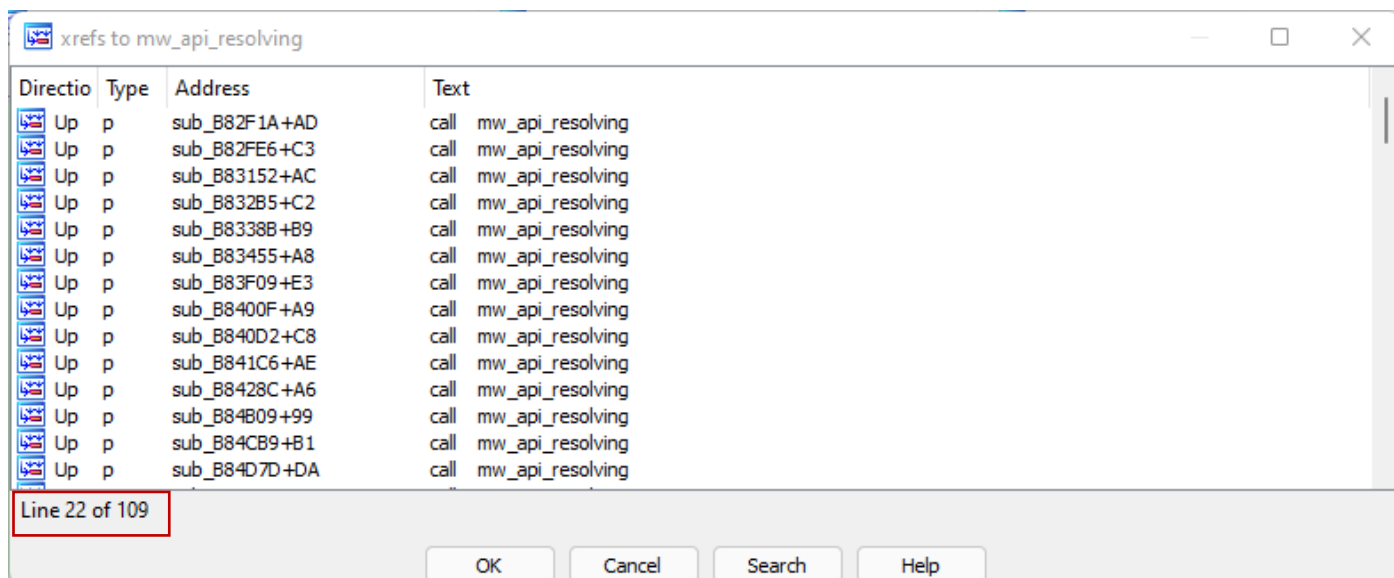 xrefs to mw_api_resolving
Directio Type Address Text
Up p sub_B82F1A+AD call mw_api_resolving
Up p sub_B82FE6+C3 call mw_api_resolving
Up p sub_B83152+AC call mw_api_resolving
Up p sub_B832B5+C2 call mw_api_resolving
Up p sub_B8338B+B9 call mw_api_resolving
Up p sub_B83455+A8 call mw_api_resolving
Up p sub_B83F09+E3 call mw_api_resolving
Up p sub_B8400F+A9 call mw_api_resolving
Up p sub_B840D2+C8 call mw_api_resolving
Up p sub_B841C6+AE call mw_api_resolving
Up p sub_B8428C+A6 call mw_api_resolving
Up p sub_B84B09+99 call mw_api_resolving
Up p sub_B84CB9+B1 call mw_api_resolving
Up p sub_B84D7D+DA call mw_api_resolving
Line 22 of 109
OK Cancel Search Help